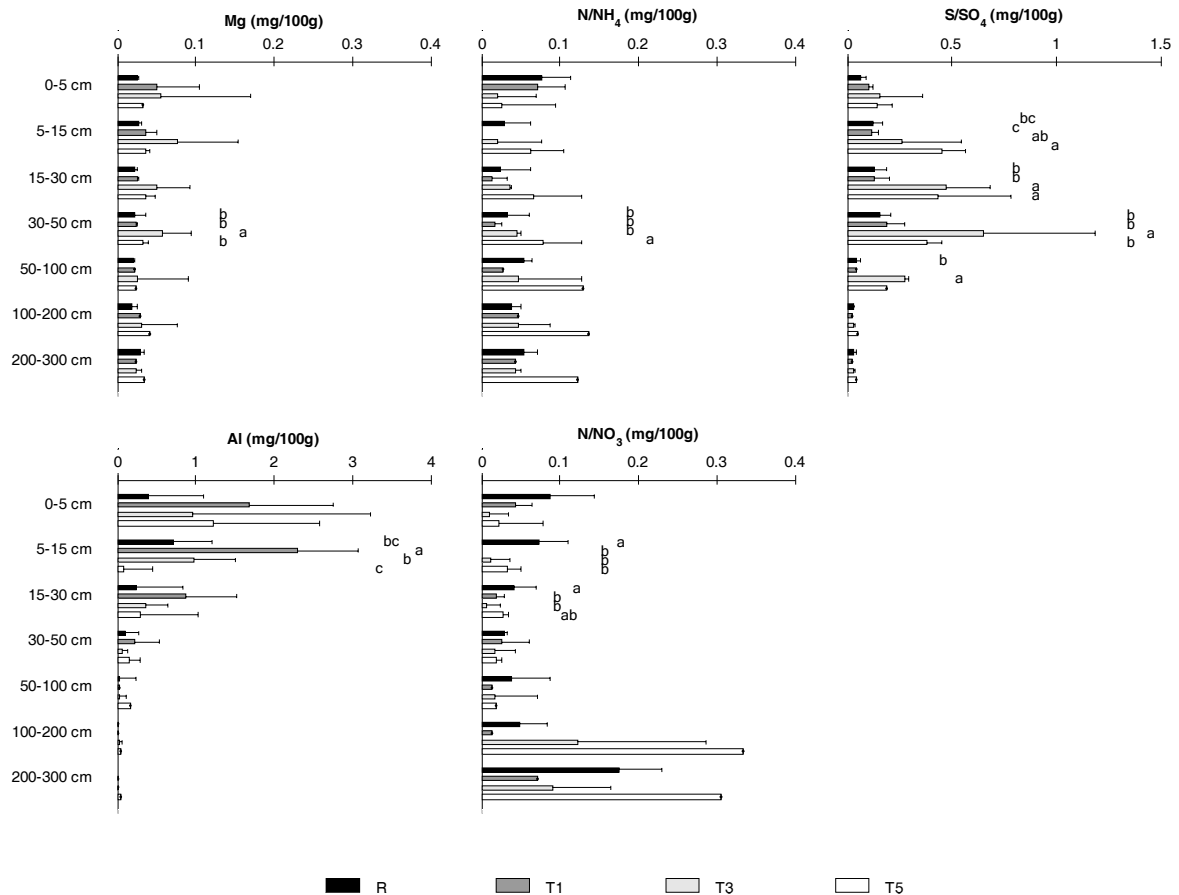 Mg (mg/100g)
0 0.1 0.2 0.3 0.4
0-5 cm
5-15 cm
15-30 cm
30-50 cm
b
b
a
b
50-100 cm
100-200 cm
200-300 cm
N/NH4 (mg/100g)
0 0.1 0.2 0.3 0.4
b
b
b
a
S/SO4 (mg/100g)
0 0.5 1 1.5
bc
c
ab
a
b
b
a
a
b
b
a
b
b
a
Al (mg/100g)
0 1 2 3 4
0-5 cm
5-15 cm
bc
a
b
c
15-30 cm
30-50 cm
50-100 cm
100-200 cm
200-300 cm
N/NO3 (mg/100g)
0 0.1 0.2 0.3 0.4
a
b
b
b
a
b
b
ab
R T1 T3 T5